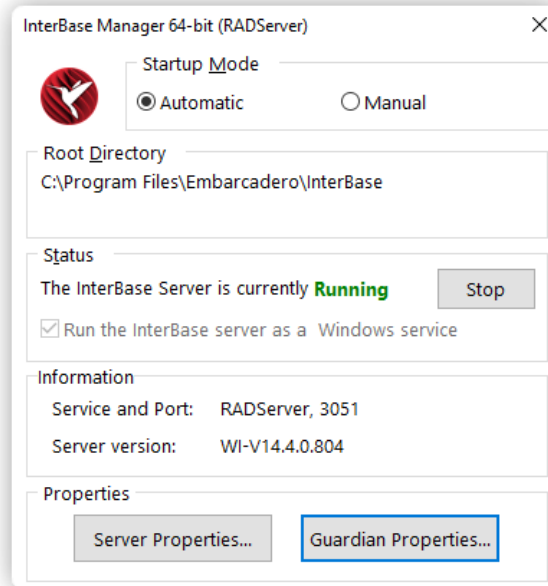 InterBase Manager 64-bit (RADServer)
Startup Mode
Automatic Manual
Root Directory
C:\Program Files\Embarcadero\InterBase
Status
The InterBase Server is currently Running Stop
Run the InterBase server as a Windows service
Information
Service and Port: RADServer, 3051
Server version: WI-V14.4.0.804
Properties
Server Properties... Guardian Properties...